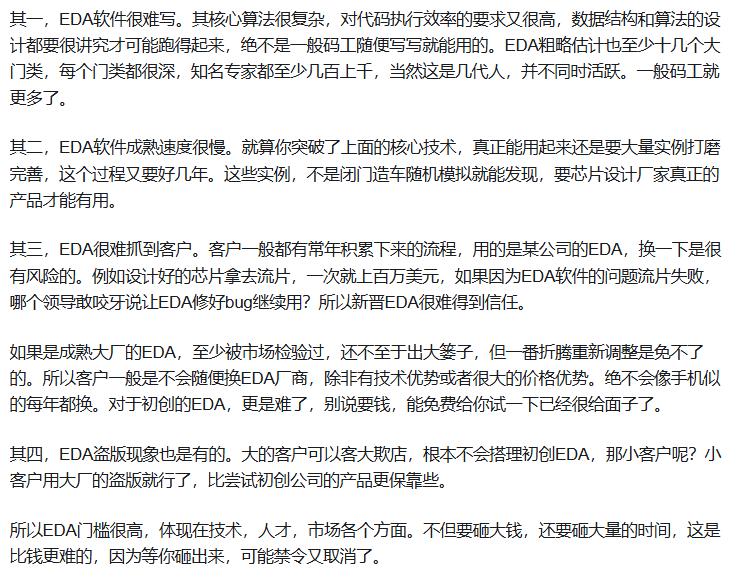 其一，EDA软件很难写。其核心算法很复杂，对代码执行效率的要求又很高，数据结构和算法的设
计都要很讲究才可能跑得起来，绝不是一般码工随便写写就能用的。EDA粗略估计也至少十几个大
门类，每个门类都很深，知名专家都至少几百上千，当然这是几代人，并不同时活跃。一般码工就
更多了。
其二，EDA软件成熟速度很慢。就算你突破了上面的核心技术，真正能用起来还是要大量实例打磨
完善，这个过程又要好几年。这些实例，不是闭门造车随机模拟就能发现，要芯片设计厂家真正的
产品才能有用。
其三，EDA很难抓到客户。客户一般都有常年积累下来的流程，用的是某公司的EDA，换一下是很
有风险的。例如设计好的芯片拿去流片，一次就上百万美元，如果因为EDA软件的问题流片失败，
哪个领导敢咬牙说让EDA修好bug继续用？所以新晋EDA很难得到信任。
如果是成熟大厂的EDA，至少被市场检验过，还不至于出大篓子，但一番折腾重新调整是免不了
的。所以客户一般是不会随便换EDA厂商，除非有技术优势或者很大的价格优势。绝不会像手机似
的每年都换。对于初创的EDA，更是难了，别说要钱，能免费给你试一下已经很给面子了。
其四，EDA盗版现象也是有的。大的客户可以客大欺店，根本不会搭理初创EDA，那小客户呢？小
客户用大厂的盗版就行了，比尝试初创公司的产品更保靠些。
所以EDA门槛很高，体现在技术，人才，市场各个方面。不但要砸大钱，还要砸大量的时间，这是
比钱更难的，因为等你砸出来，可能禁令又取消了。